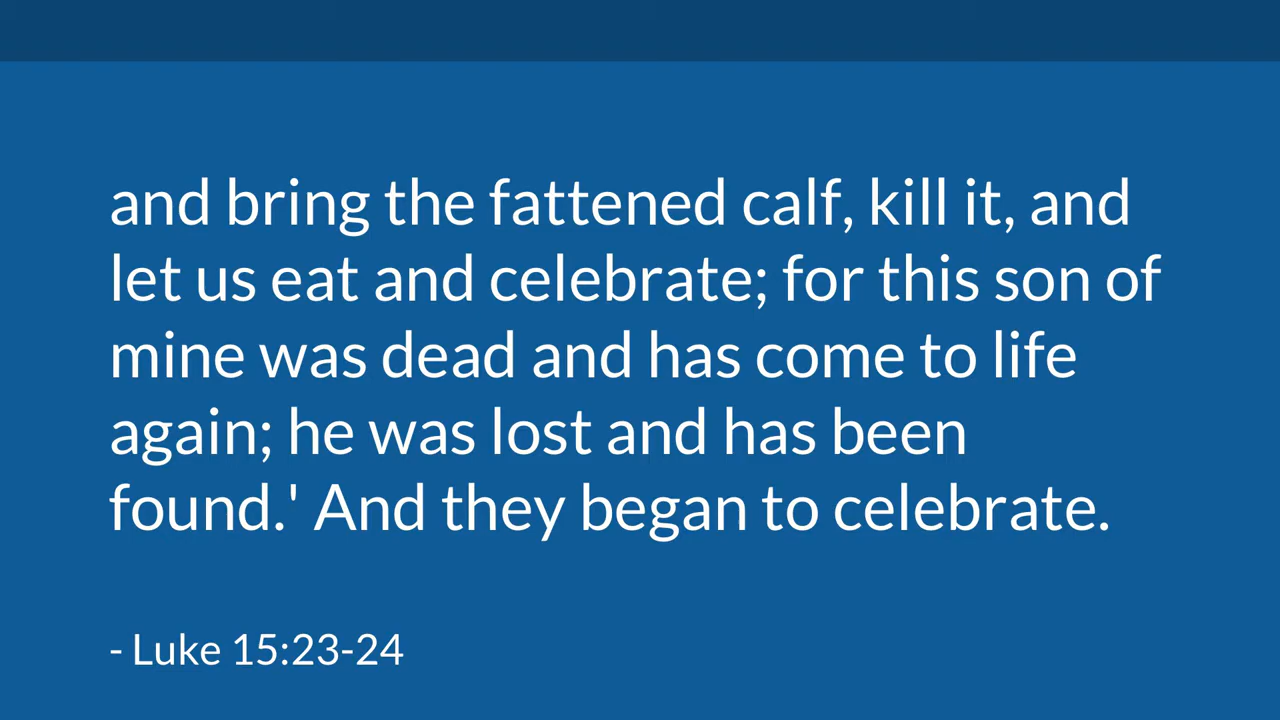 and bring the fattened calf, kill it, and
let us eat and celebrate; for this son of
mine was dead and has come to life
again; he was lost and has been
found.' And they began to celebrate.
- Luke 15:23-24